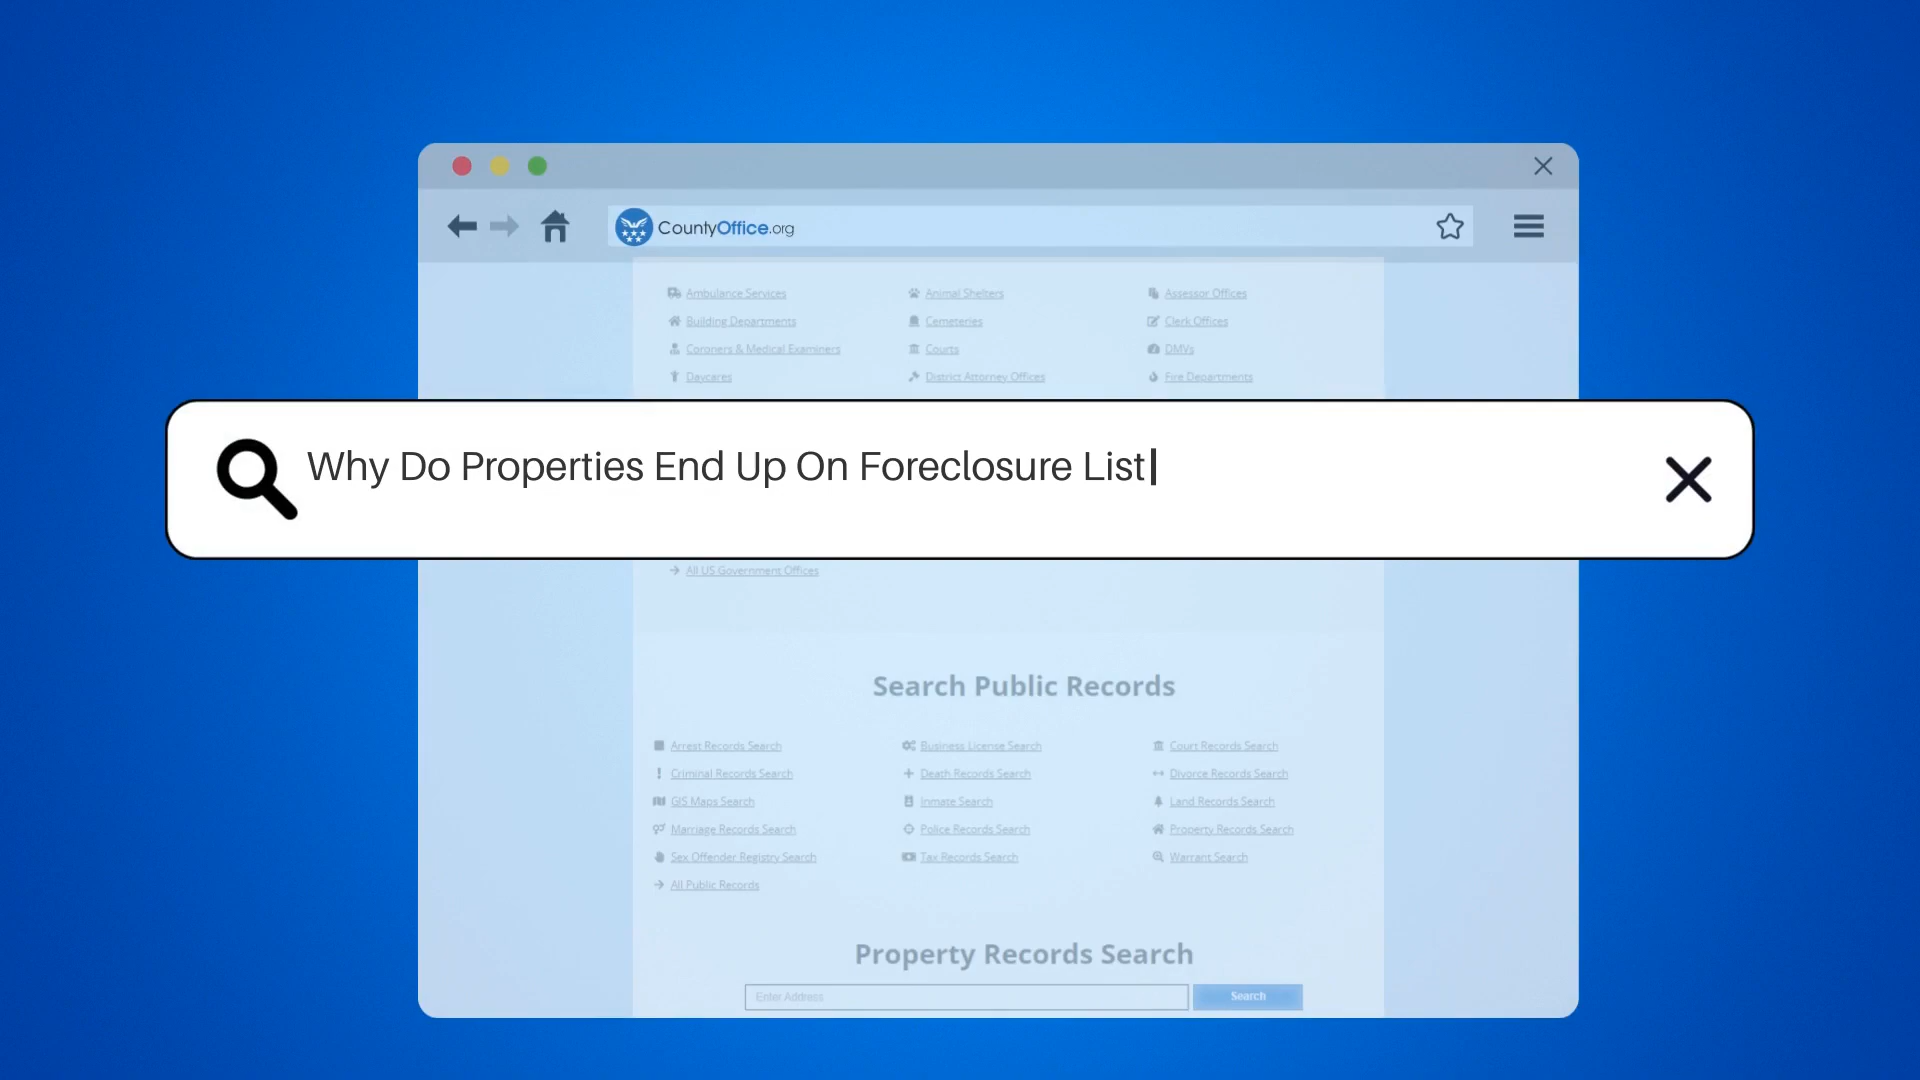 CountyOffice.org
Ambulance Services Animal Shelters Assessor Offices
Building Departments Cemeteries Clerk Offices
Coroners & Medical Examiners Courts DMVs
Daycares District Attorney Offices Fire Departments
Why Do Properties End Up On Foreclosure List
All US Government Offices
Search Public Records
Arrest Records Search Business License Search Court Records Search
Criminal Records Search Death Records Search Divorce Records Search
GIS Maps Search Inmate Search Land Records Search
Marriage Records Search Police Records Search Property Records Search
Sex Offender Registry Search Tax Records Search Warrant Search
All Public Records
Property Records Search
Enter Address Search